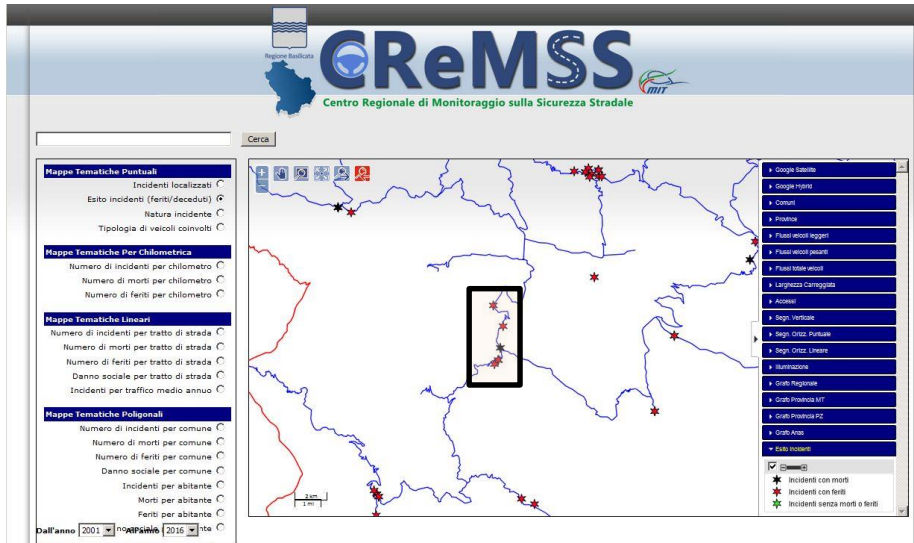 Regione Basilicata
CReMSS
MIT
Centro Regionale di Monitoraggio sulla Sicurezza Stradale
Cerca
Mappe Tematiche Puntuali
Incidenti localizzati
Esito incidenti (feriti/deceduti)
Natura incidente
Tipologia di veicoli coinvolti
Mappe Tematiche Per Chilometrica
Numero di incidenti per chilometro
Numero di morti per chilometro
Numero di feriti per chilometro
Mappe Tematiche Lineari
Numero di incidenti per tratto di strada
Numero di morti per tratto di strada
Numero di feriti per tratto di strada
Danno sociale per tratto di strada
Incidenti per traffico medio annuo
Mappe Tematiche Poligonali
Numero di incidenti per comune
Numero di morti per comune
Numero di feriti per comune
Danno sociale per comune
Incidenti per abitante
Morti per abitante
Feriti per abitante
Dall'anno 2001 All'anno 2016
2 km
1 mi
Google Satellite
Google Hybrid
Comuni
Province
Flussi veicoli leggeri
Flussi veicoli pesanti
Flussi totale veicoli
Larghezza Carreggiata
Accessi
Segn. Verticale
Segn. Orizz. Puntuale
Segn. Orizz. Lineare
Illuminazione
Grafo Regionale
Grafo Provincia MT
Grafo Provincia PZ
Grafo Anas
Esito Incidenti
Incidenti con morti
Incidenti con feriti
Incidenti senza morti o feriti